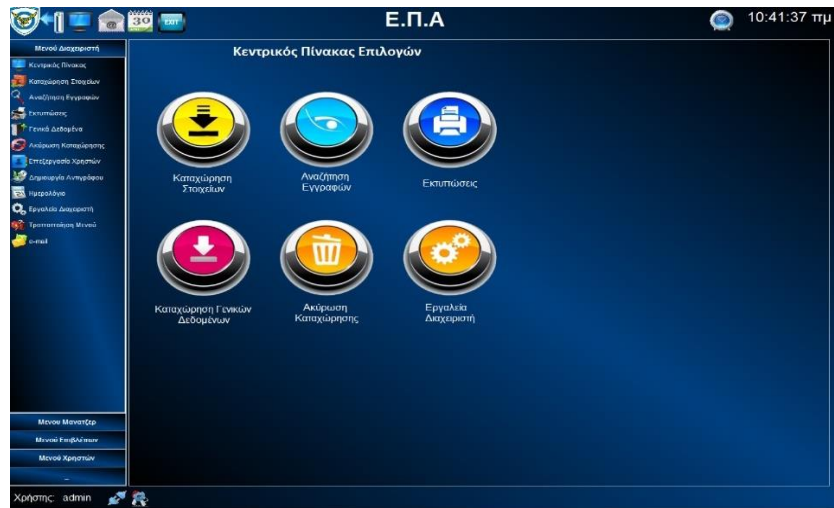 30
EXIT
Ε.Π.Α
10:41:37 πμ
Μενού Διαχειριστή
Κεντρικός Πίνακας
Καταχώρηση Στοιχείων
Αναζήτηση Εγγραφών
Εκτυπώσεις
Γενικά Δεδομένα
Ακύρωση Καταχώρησης
Επεξεργασία Χρηστών
Δημιουργία Αντιγράφου
Ημερολόγιο
Εργαλεία Διαχειριστή
Τροποποίηση Μενού
e-mail
Μενου Μανατζερ
Μενού Επιβλέπων
Μενού Χρηστών
Κεντρικός Πίνακας Επιλογών
Καταχώρηση
Στοιχείων
Αναζήτηση
Εγγραφών
Εκτυπώσεις
Καταχώρηση Γενικών
Δεδομένων
Ακύρωση
Καταχώρησης
Εργαλεία
Διαχειριστή
Χρήστης: admin